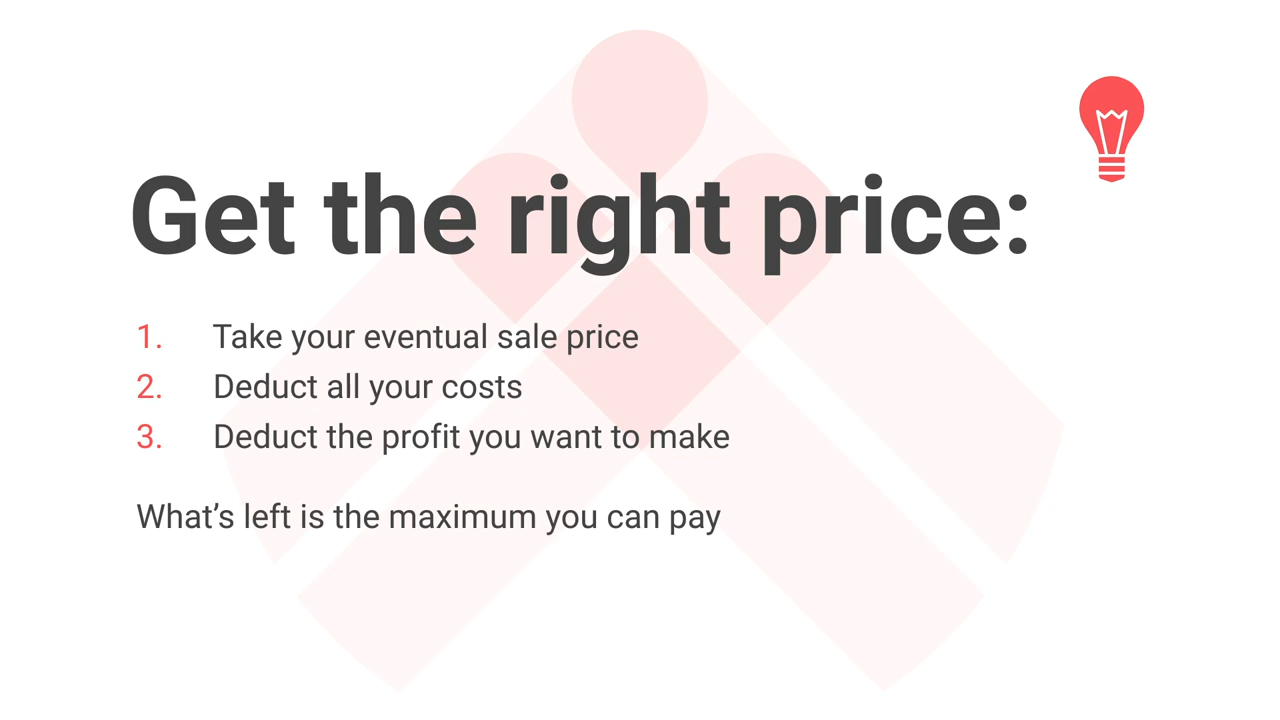 Get the right price:
1. Take your eventual sale price
2. Deduct all your costs
3. Deduct the profit you want to make
What’s left is the maximum you can pay